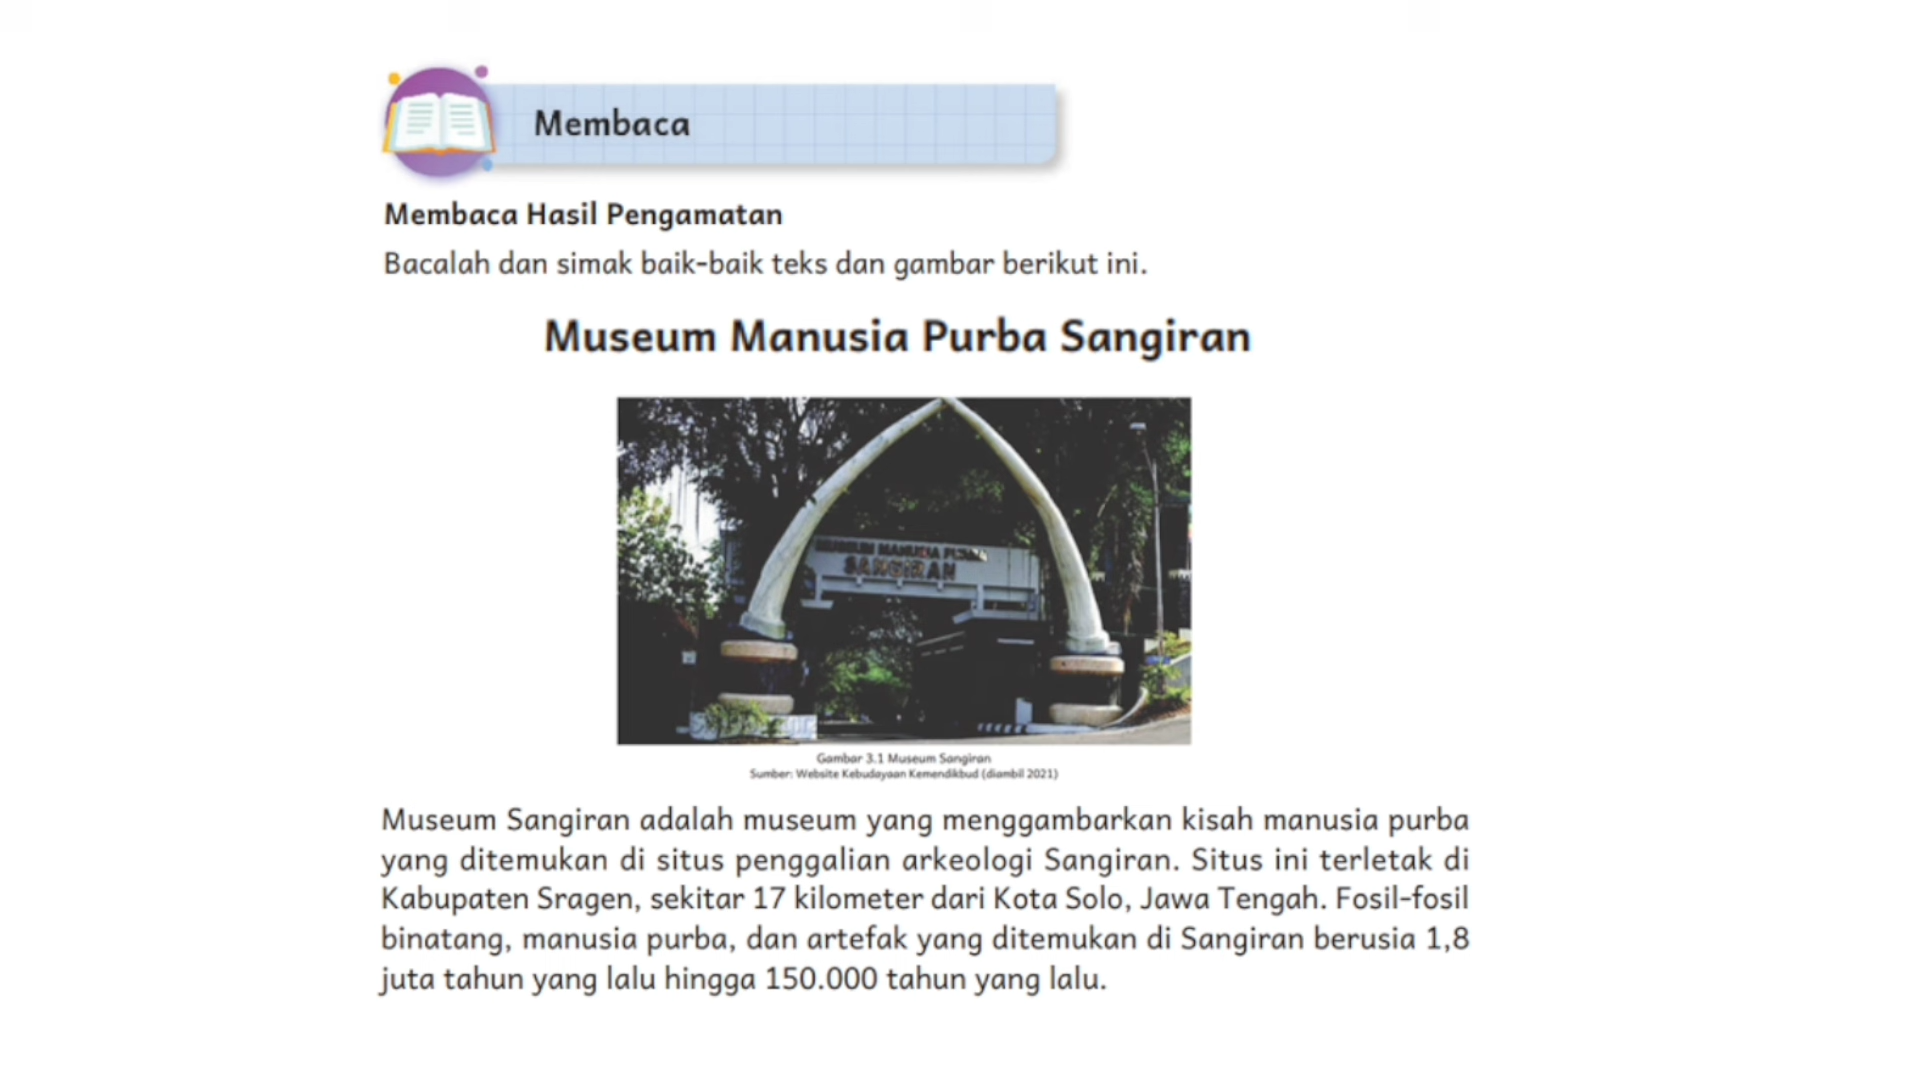 Membaca
Membaca Hasil Pengamatan
Bacalah dan simak baik-baik teks dan gambar berikut ini.
Museum Manusia Purba Sangiran
MUSEUM MANUSIA PURBA
SANGIRAN
Gambar 3.1 Museum Sangiran
Sumber: Website Kebudayaan Kemendikbud (diambil 2021)
Museum Sangiran adalah museum yang menggambarkan kisah manusia purba
yang ditemukan di situs penggalian arkeologi Sangiran. Situs ini terletak di
Kabupaten Sragen, sekitar 17 kilometer dari Kota Solo, Jawa Tengah. Fosil-fosil
binatang, manusia purba, dan artefak yang ditemukan di Sangiran berusia 1,8
juta tahun yang lalu hingga 150.000 tahun yang lalu.